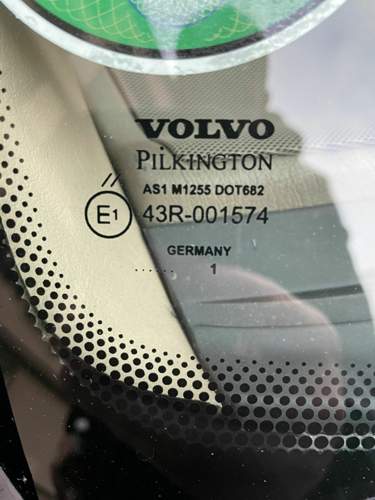 VOLVO
PILKINGTON
//
AS1 M1255 DOT682
E1 43R-001574
GERMANY
...... 1